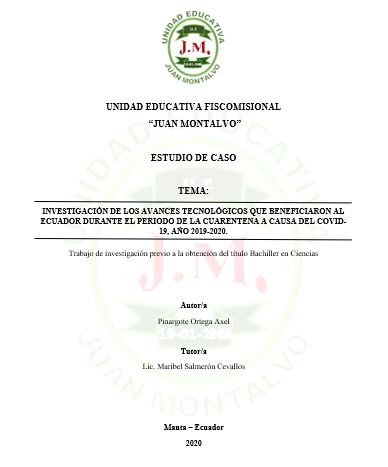 UNIDAD EDUCATIVA
U.E
J.M.
19-01-19
JUAN MONTALVO
UNIDAD EDUCATIVA FISCOMISIONAL
“JUAN MONTALVO”
ESTUDIO DE CASO
TEMA:
INVESTIGACIÓN DE LOS AVANCES TECNOLÓGICOS QUE BENEFICIARON AL
ECUADOR DURANTE EL PERIODO DE LA CUARENTENA A CAUSA DEL COVID-
19, AÑO 2019-2020.
Trabajo de investigación previo a la obtención del título Bachiller en Ciencias
Autor/a
Pinargote Ortega Axel
Tutor/a
Lic. Maribel Salmerón Cevallos
Manta – Ecuador
2020